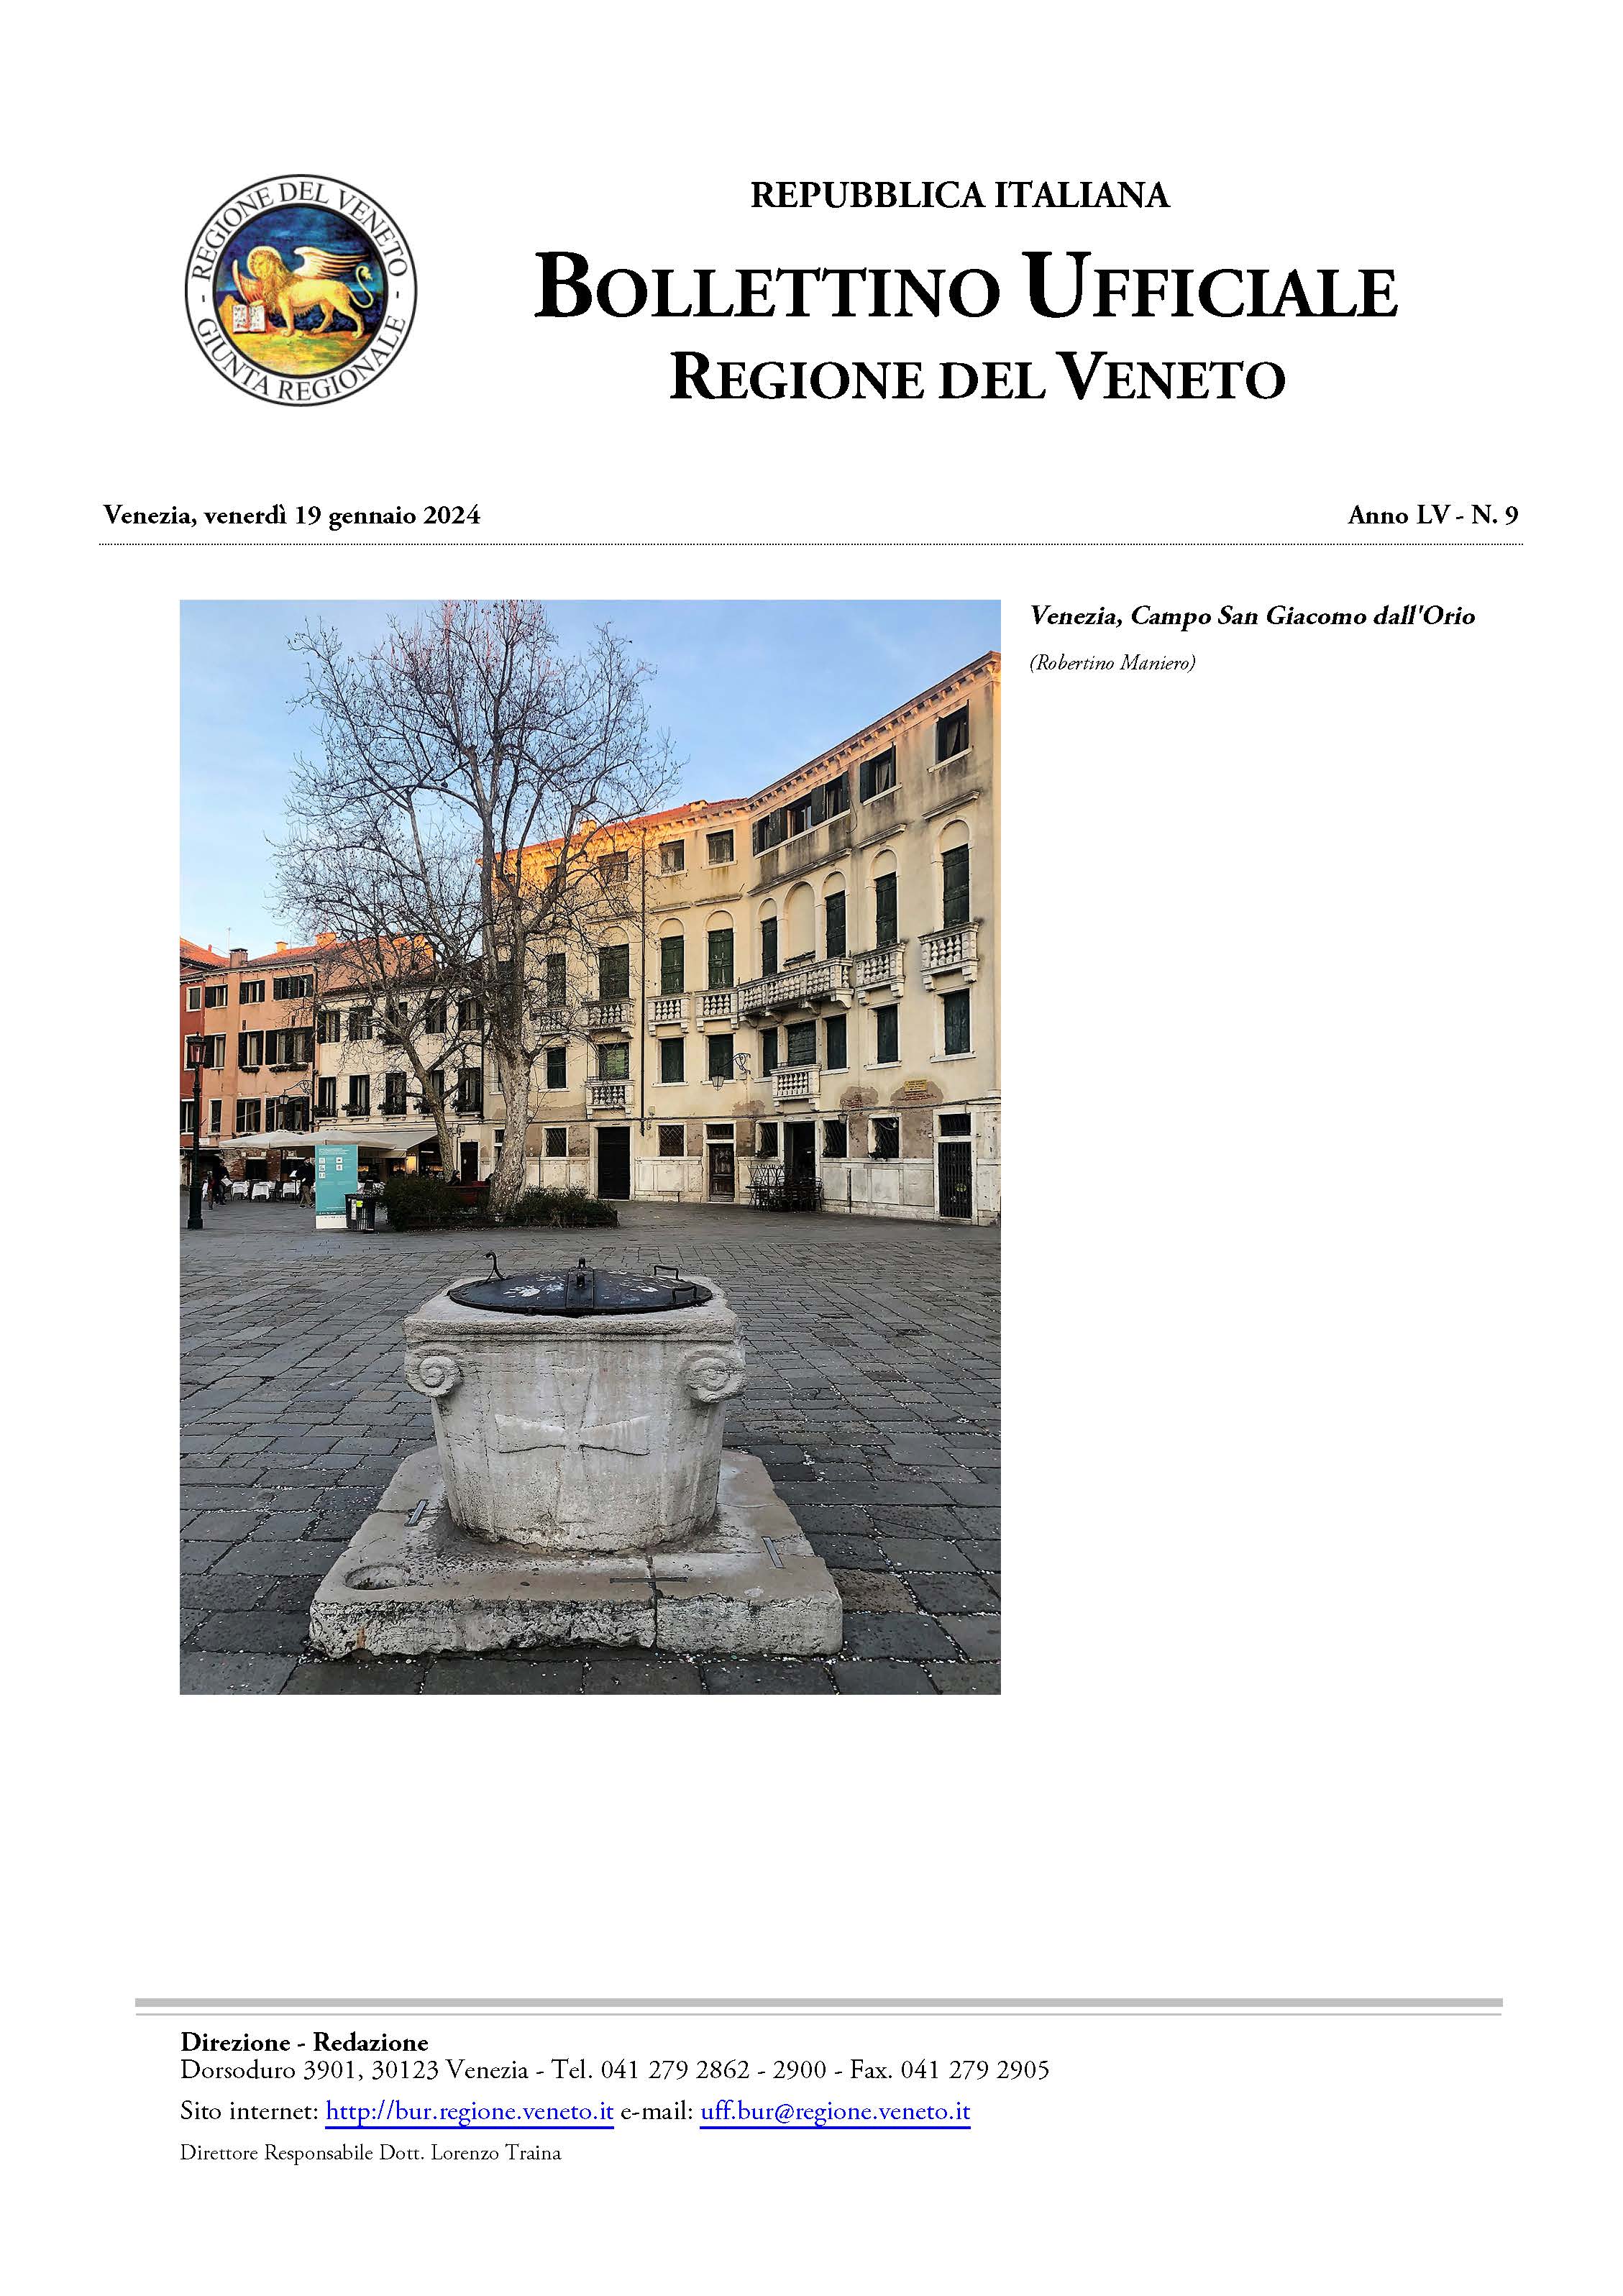 REGIONE DEL VENETO
- GIUNTA REGIONALE -
REPUBBLICA ITALIANA
BOLLETTINO UFFICIALE
REGIONE DEL VENETO
Venezia, venerdì 19 gennaio 2024
Anno LV - N. 9
Venezia, Campo San Giacomo dall'Orio
(Robertino Maniero)
Direzione - Redazione
Dorsoduro 3901, 30123 Venezia - Tel. 041 279 2862 - 2900 - Fax. 041 279 2905
Sito internet: http://bur.regione.veneto.it e-mail: uff.bur@regione.veneto.it
Direttore Responsabile Dott. Lorenzo Traina